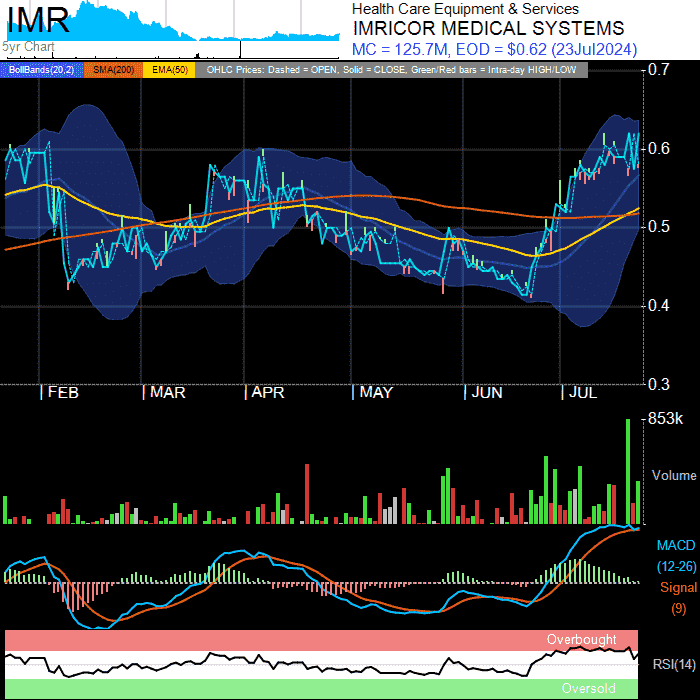 IMR
5yr Chart
Health Care Equipment & Services
IMRICOR MEDICAL SYSTEMS
MC = 125.7M, EOD = $0.62 (23Jul2024)
BollBands(20,2) SMA(200) EMA(50) OHLC Prices: Dashed = OPEN, Solid = CLOSE, Green/Red bars = Intra-day HIGH/LOW
0.7
0.6
0.5
0.4
0.3
FEB MAR APR MAY JUN JUL
853k
Volume
MACD
(12-26)
Signal
(9)
Overbought
RSI(14)
Oversold